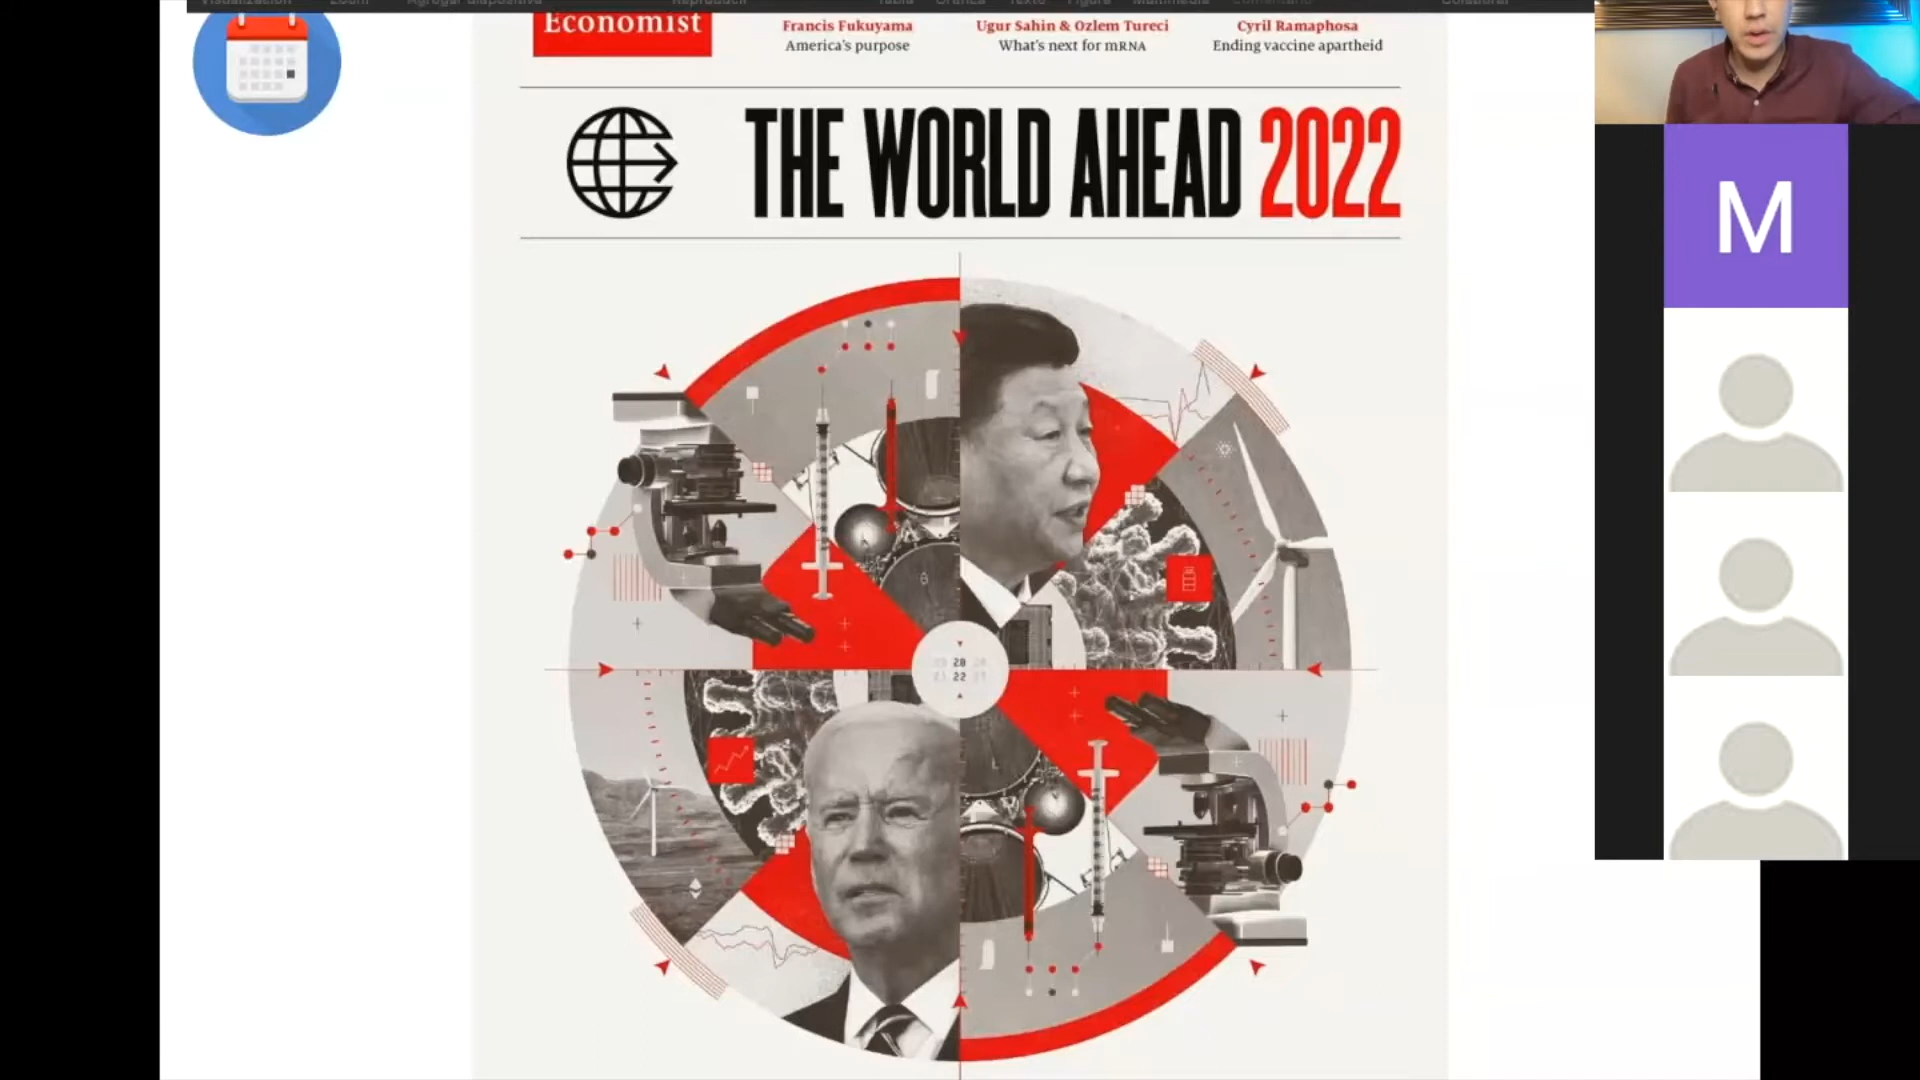 Economist
Francis Fukuyama
America's purpose
Ugur Sahin & Ozlem Tureci
What's next for mRNA
Cyril Ramaphosa
Ending vaccine apartheid
THE WORLD AHEAD 2022
M
20
22